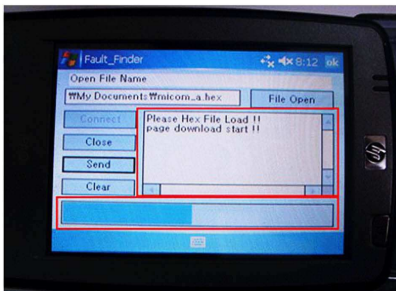 Fault_Finder 8:12 ok
Open File Name
₩My Documents₩micom_a.hex File Open
Connect
Close
Send
Clear
Please Hex File Load !!
page download start !!
hp